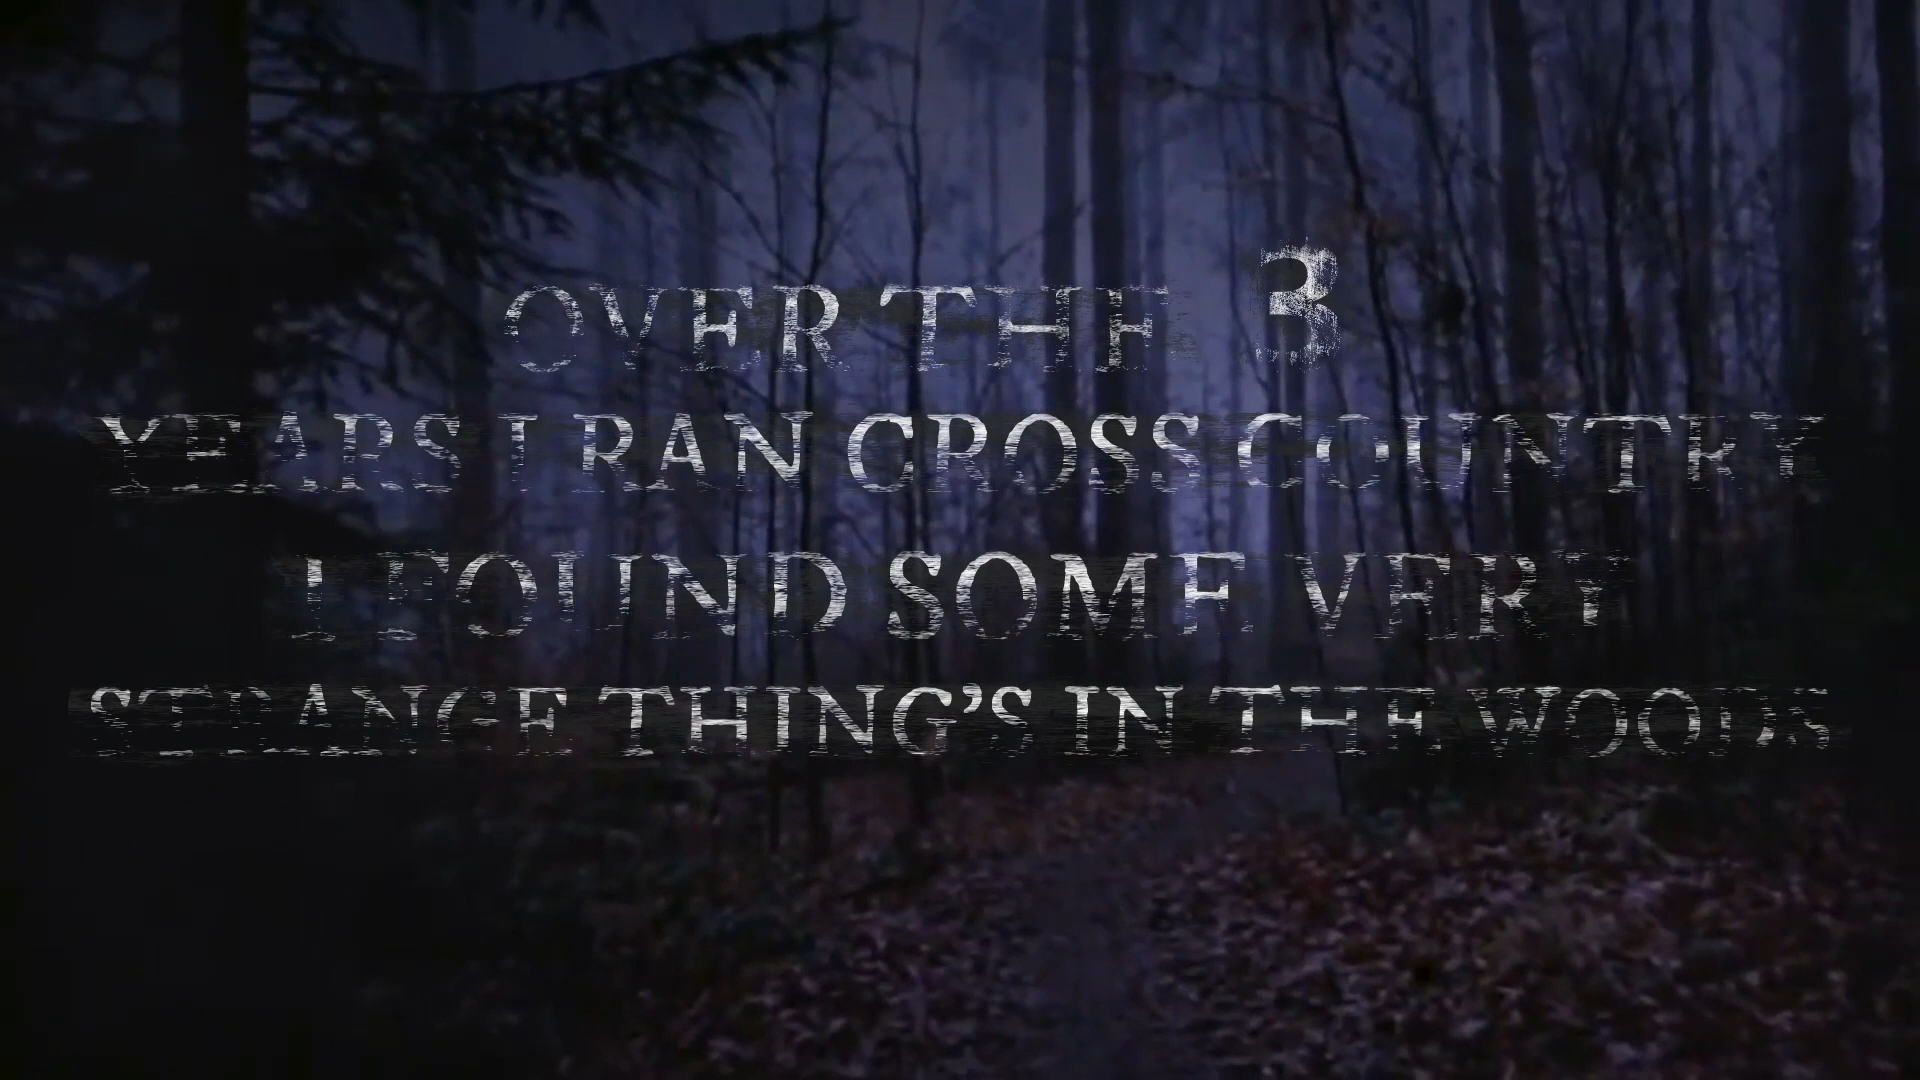 OVER THE 3
YEARS I RAN CROSS COUNTRY
I FOUND SOME VERY
STRANGE THING'S IN THE WOODS